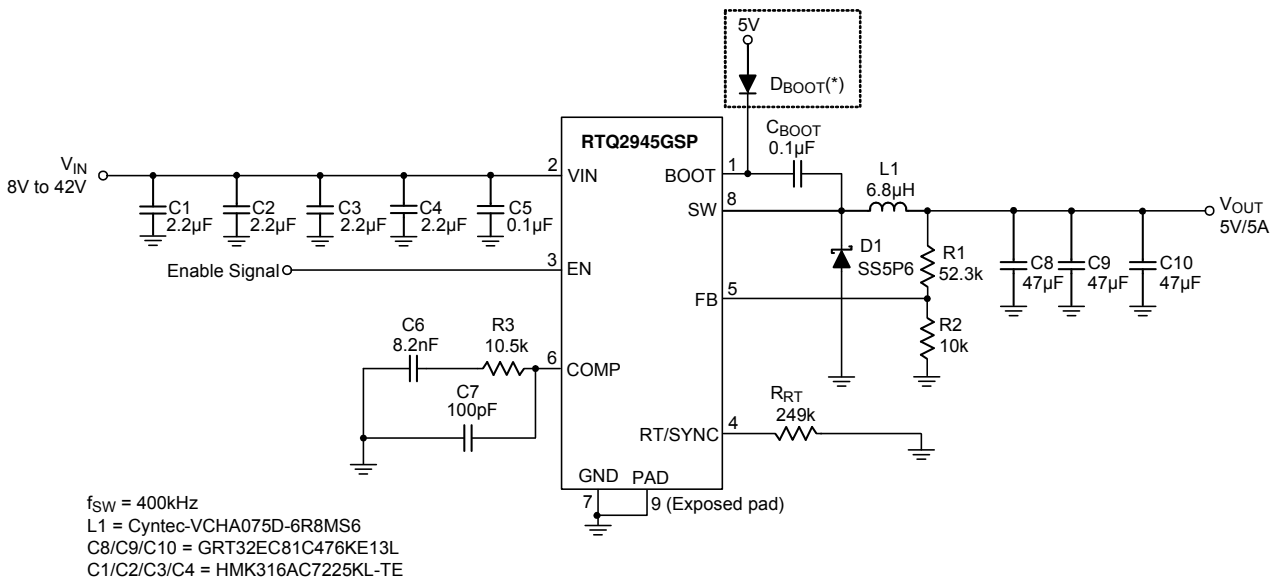 5V
DBOOT(*)
RTQ2945GSP
CBOOT
0.1µF
VIN
8V to 42V
2
VIN
BOOT
1
L1
6.8µH
SW
8
VOUT
5V/5A
C1
2.2µF
C2
2.2µF
C3
2.2µF
C4
2.2µF
C5
0.1µF
Enable Signal
3
EN
D1
SS5P6
R1
52.3k
C8
47µF
C9
47µF
C10
47µF
FB
5
R2
10k
C6
8.2nF
R3
10.5k
6
COMP
C7
100pF
RRT
249k
RT/SYNC
4
GND
PAD
7
9 (Exposed pad)
fSW = 400kHz
L1 = Cyntec-VCHA075D-6R8MS6
C8/C9/C10 = GRT32EC81C476KE13L
C1/C2/C3/C4 = HMK316AC7225KL-TE